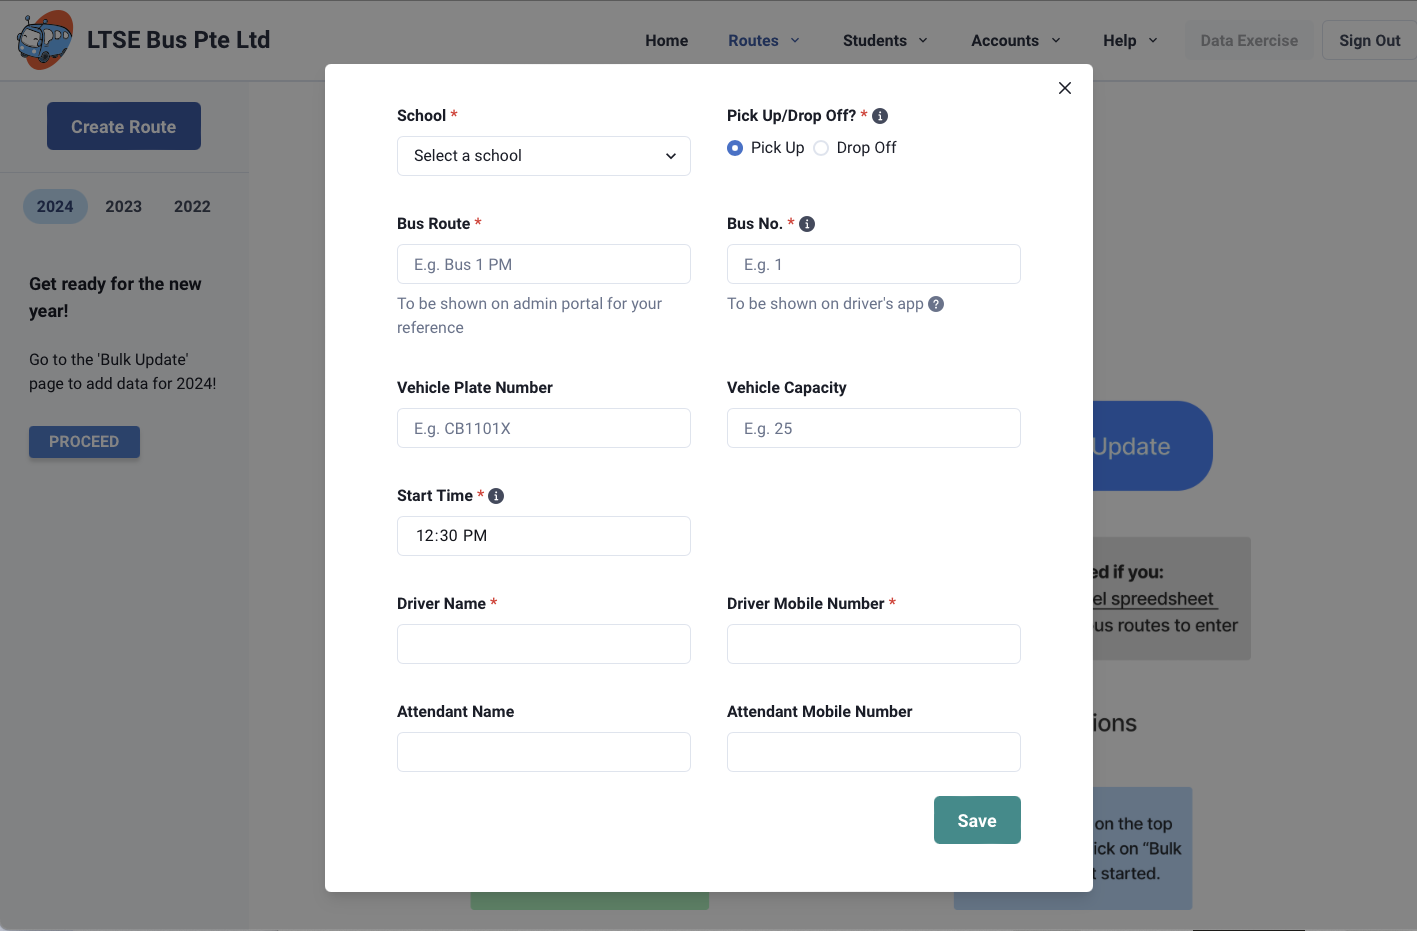 LTSE Bus Pte Ltd
Home
Routes
Students
Accounts
Help
Data Exercise
Sign Out
Create Route
2024
2023
2022
Get ready for the new
year!
Go to the 'Bulk Update'
page to add data for 2024!
PROCEED
School *
Select a school
Pick Up/Drop Off? *
Pick Up
Drop Off
Bus Route *
E.g. Bus 1 PM
To be shown on admin portal for your
reference
Bus No. *
E.g. 1
To be shown on driver's app
Vehicle Plate Number
E.g. CB1101X
Vehicle Capacity
E.g. 25
Start Time *
12:30 PM
Driver Name *
Driver Mobile Number *
Attendant Name
Attendant Mobile Number
Save
Update
ed if you:
el spreedsheet
ous routes to enter
ions
on the top
ick on “Bulk
t started.